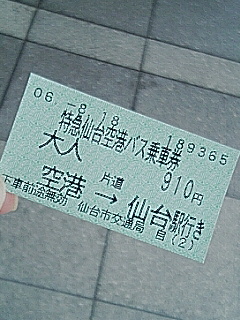 06 -8.18 189365
特急仙台空港バス乗車券
大人 片道 910円
空港 → 仙台駅行き
下車前途無効 仙台市交通局 自(2)